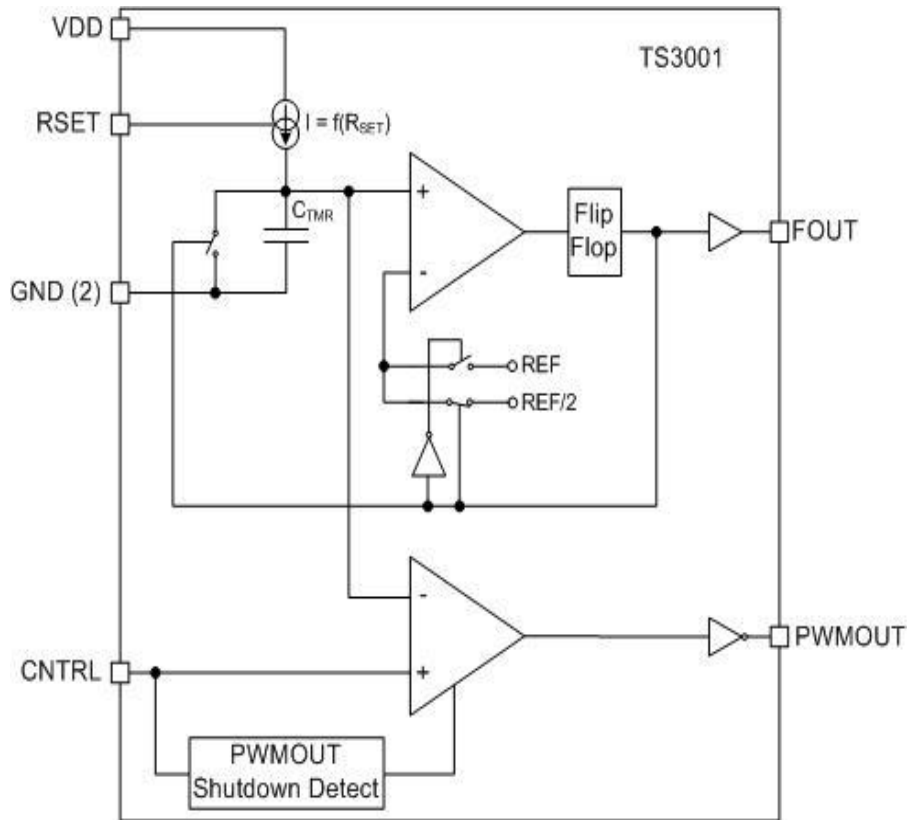 VDD
TS3001
RSET
I = f(RSET)
+
CTMR
Flip
Flop
FOUT
-
GND (2)
REF
REF/2
-
PWMOUT
CNTRL
+
PWMOUT
Shutdown Detect